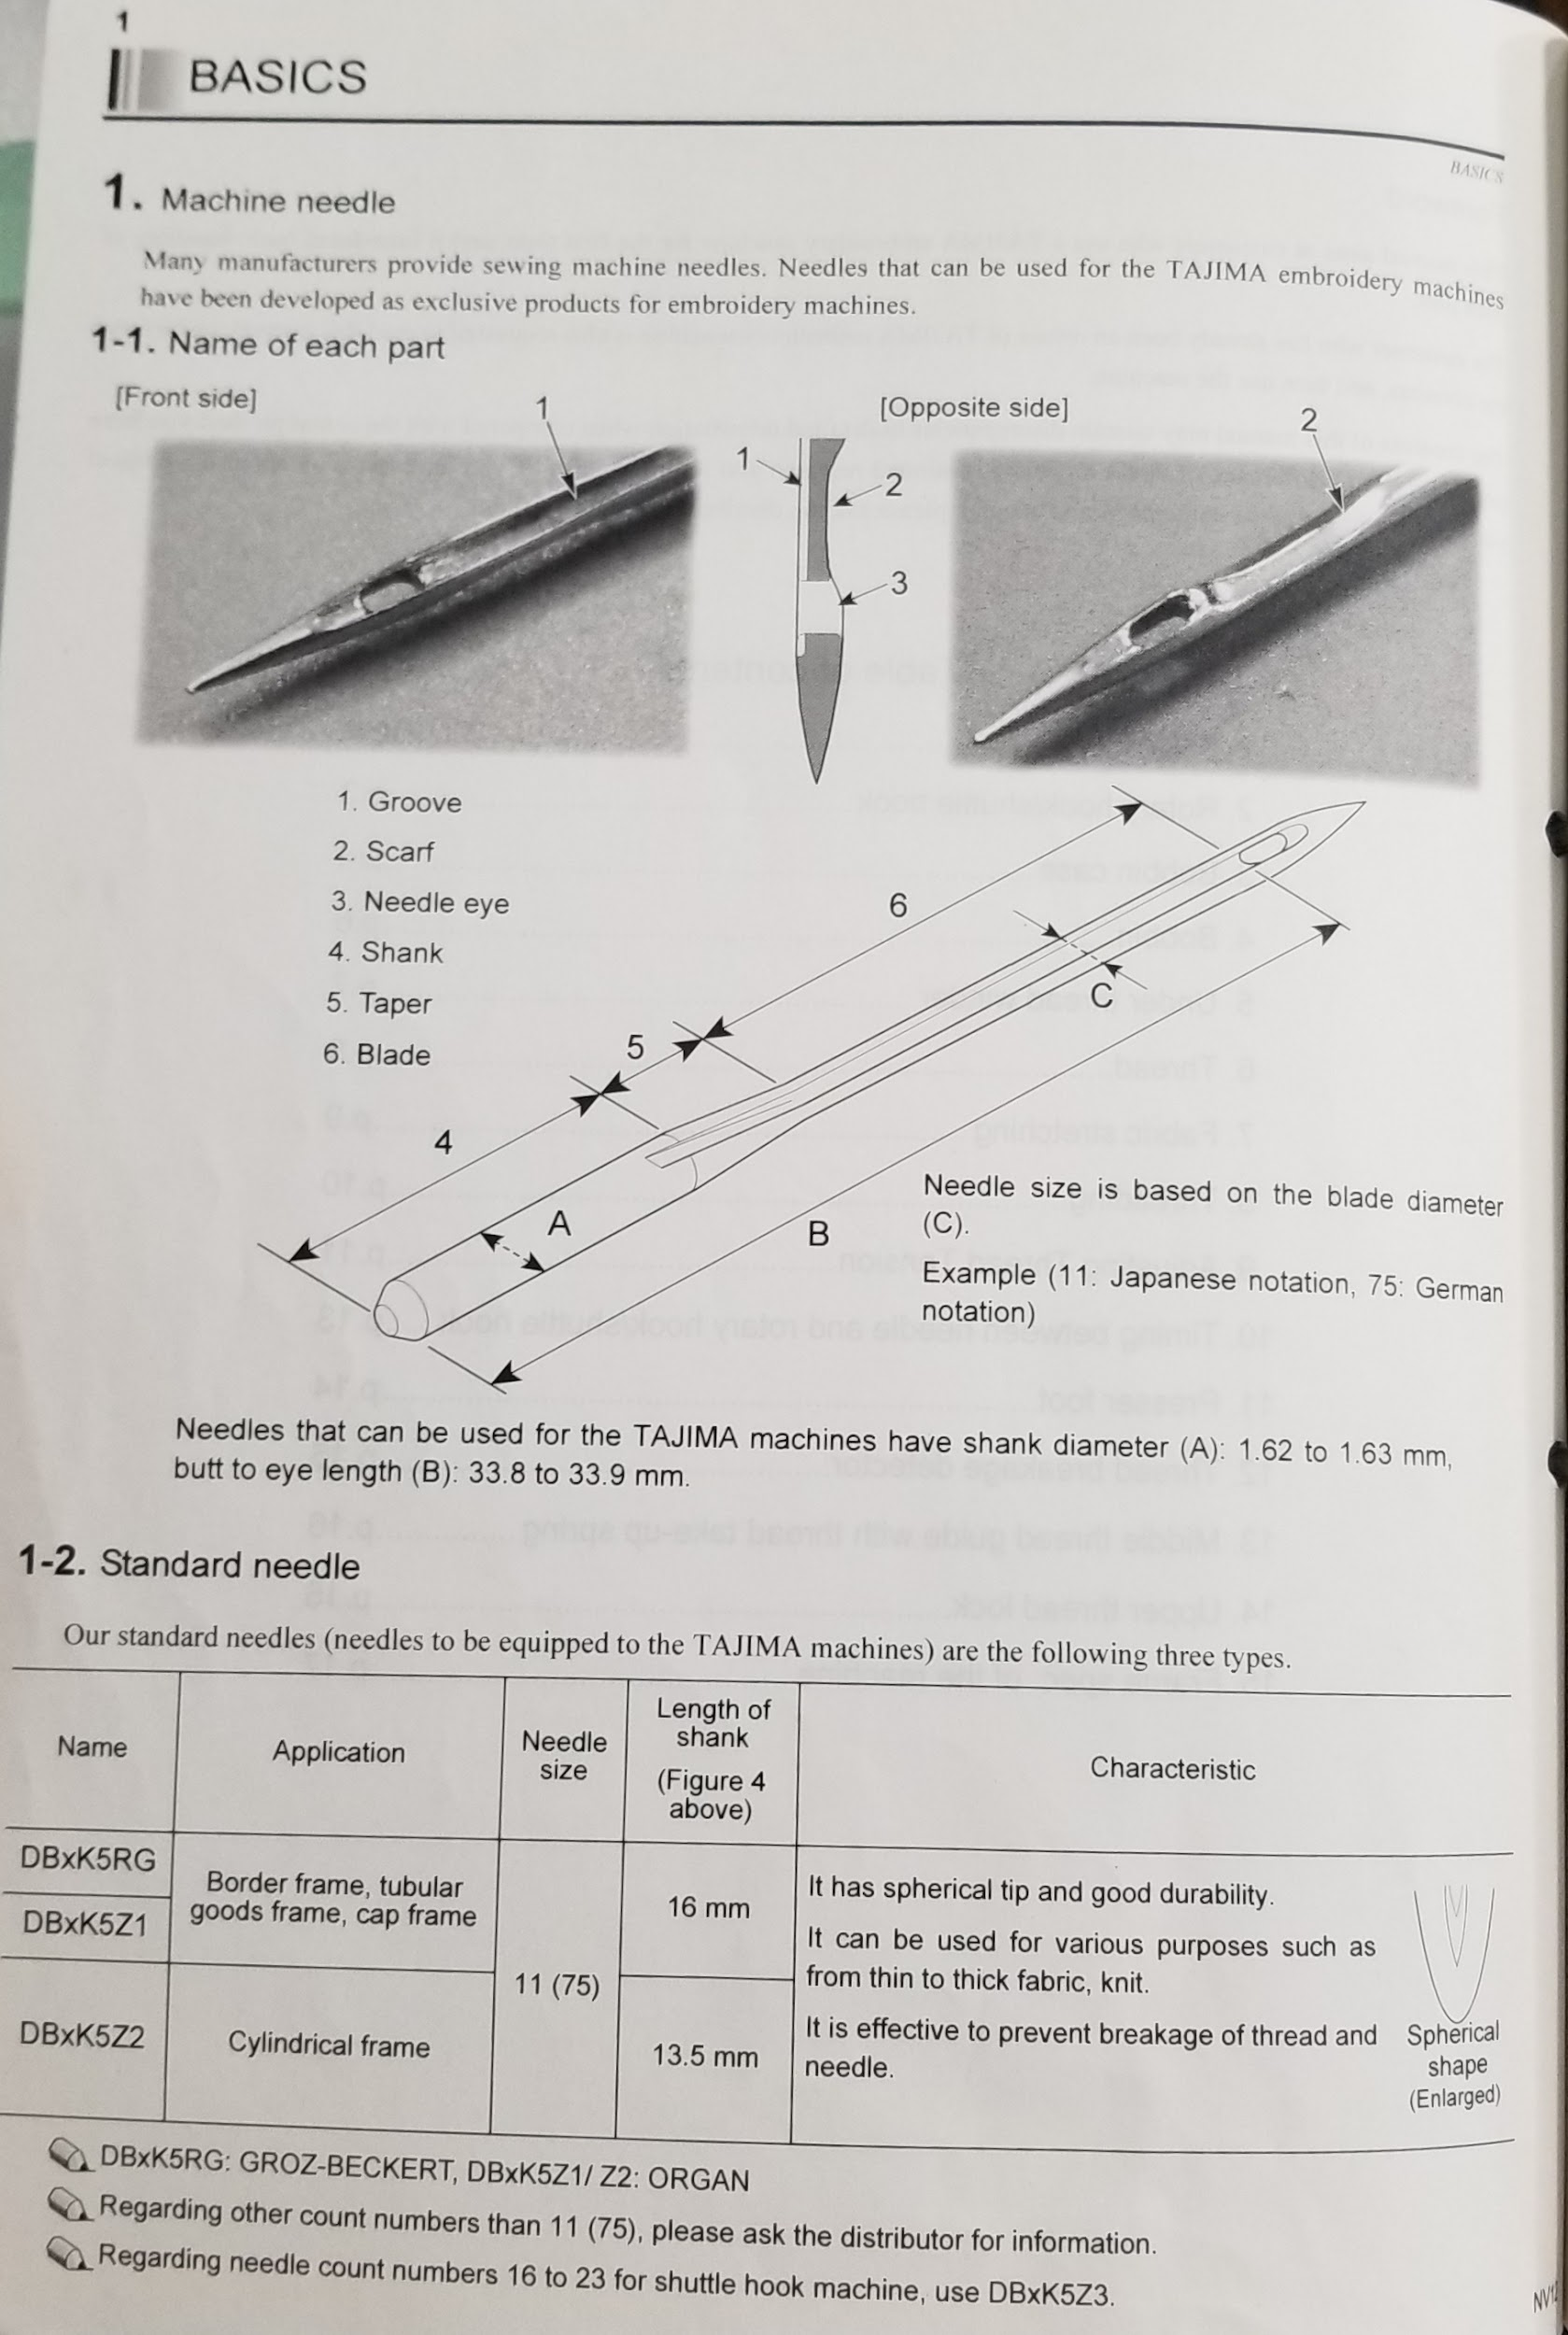 1
BASICS
BASICS
1. Machine needle
Many manufacturers provide sewing machine needles. Needles that can be used for the TAJIMA embroidery machines
have been developed as exclusive products for embroidery machines.
1-1. Name of each part
[Front side]
1
[Opposite side]
2
1
2
3
1. Groove
2. Scarf
3. Needle eye
4. Shank
5. Taper
6. Blade
6
C
5
4
A
B
Needle size is based on the blade diameter
(C).
Example (11: Japanese notation, 75: German
notation)
Needles that can be used for the TAJIMA machines have shank diameter (A): 1.62 to 1.63 mm,
butt to eye length (B): 33.8 to 33.9 mm.
1-2. Standard needle
Our standard needles (needles to be equipped to the TAJIMA machines) are the following three types.
Name
Application
Needle
size
Length of
shank
(Figure 4
above)
Characteristic
DBxK5RG
DBxK5Z1
Border frame, tubular
goods frame, cap frame
11 (75)
16 mm
It has spherical tip and good durability.
It can be used for various purposes such as
from thin to thick fabric, knit.
It is effective to prevent breakage of thread and
needle.
Spherical
shape
(Enlarged)
DBxK5Z2
Cylindrical frame
13.5 mm
DBxK5RG: GROZ-BECKERT, DBxK5Z1/ Z2: ORGAN
Regarding other count numbers than 11 (75), please ask the distributor for information.
Regarding needle count numbers 16 to 23 for shuttle hook machine, use DBxK5Z3.